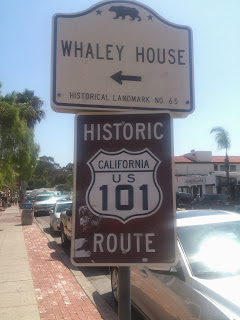 WHALEY HOUSE
HISTORICAL LANDMARK NO. 65
HISTORIC
CALIFORNIA
US
101
ROUTE